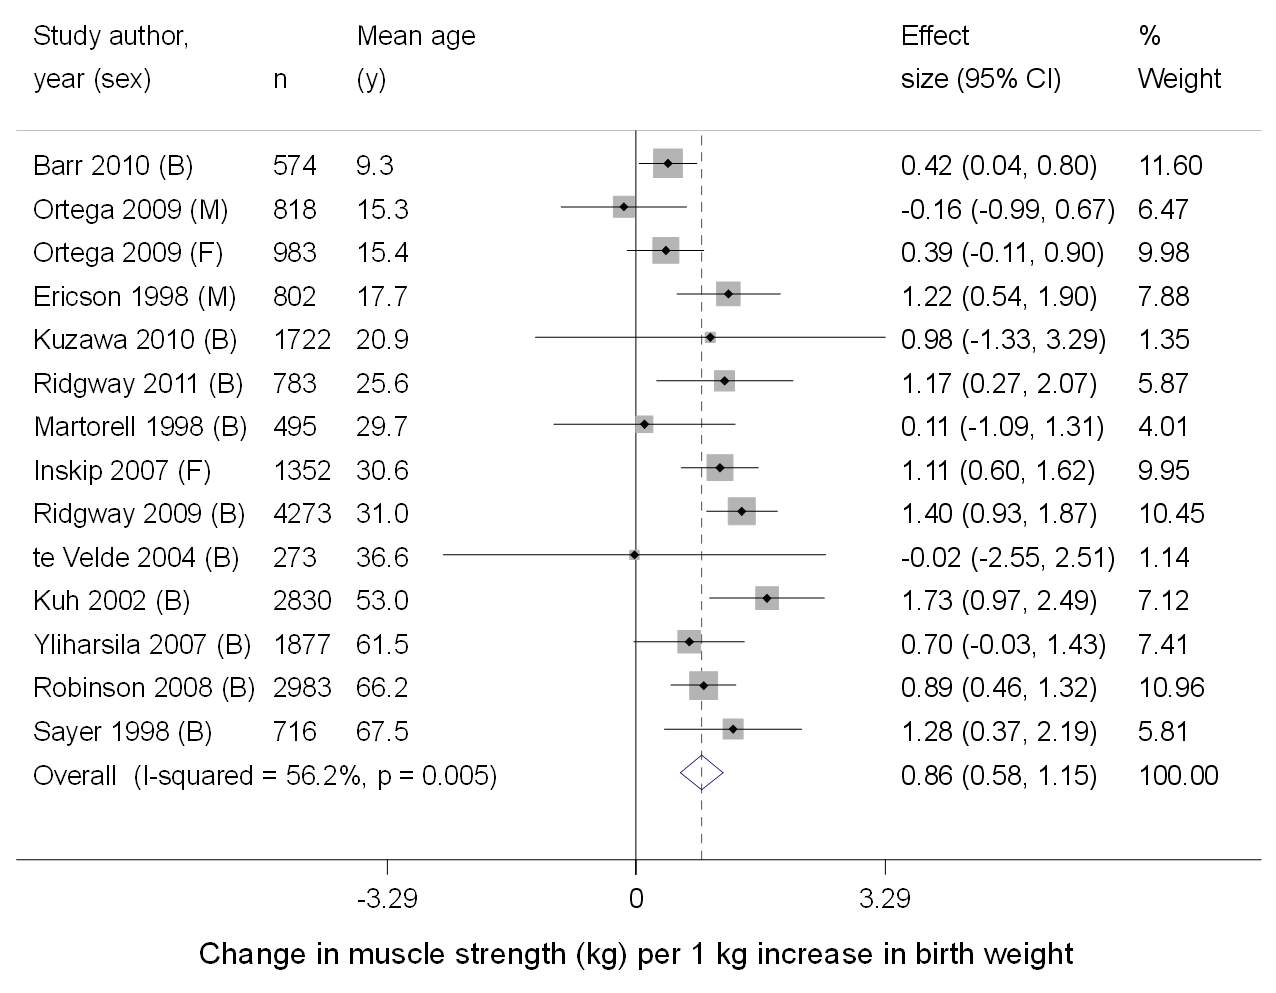 Study author, Mean age Effect %
year (sex) n (y) size (95% CI) Weight
Barr 2010 (B) 574 9.3 0.42 (0.04, 0.80) 11.60
Ortega 2009 (M) 818 15.3 -0.16 (-0.99, 0.67) 6.47
Ortega 2009 (F) 983 15.4 0.39 (-0.11, 0.90) 9.98
Ericson 1998 (M) 802 17.7 1.22 (0.54, 1.90) 7.88
Kuzawa 2010 (B) 1722 20.9 0.98 (-1.33, 3.29) 1.35
Ridgway 2011 (B) 783 25.6 1.17 (0.27, 2.07) 5.87
Martorell 1998 (B) 495 29.7 0.11 (-1.09, 1.31) 4.01
Inskip 2007 (F) 1352 30.6 1.11 (0.60, 1.62) 9.95
Ridgway 2009 (B) 4273 31.0 1.40 (0.93, 1.87) 10.45
te Velde 2004 (B) 273 36.6 -0.02 (-2.55, 2.51) 1.14
Kuh 2002 (B) 2830 53.0 1.73 (0.97, 2.49) 7.12
Yliharsila 2007 (B) 1877 61.5 0.70 (-0.03, 1.43) 7.41
Robinson 2008 (B) 2983 66.2 0.89 (0.46, 1.32) 10.96
Sayer 1998 (B) 716 67.5 1.28 (0.37, 2.19) 5.81
Overall (I-squared = 56.2%, p = 0.005) 0.86 (0.58, 1.15) 100.00
-3.29 0 3.29
Change in muscle strength (kg) per 1 kg increase in birth weight